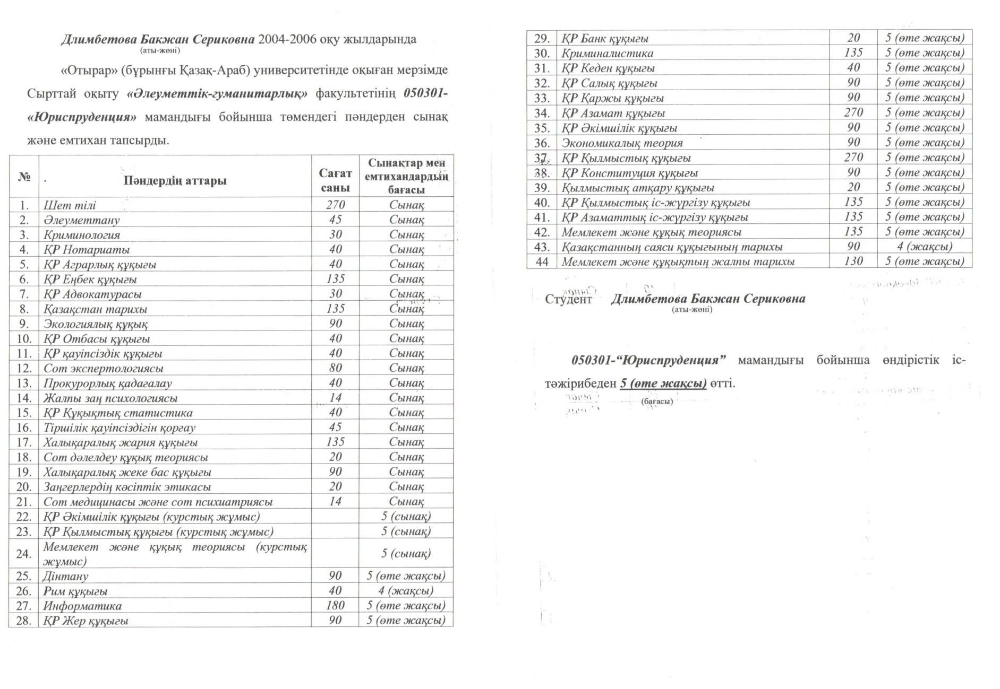 Длимбетова Бакжан Сериковна 2004-2006 оқу жылдарында
(аты-жөні)
«Отырар» (бұрынғы Қазақ-Араб) университетінде оқыған мерзімде
Сырттай оқыту «Әлеуметтік-гуманитарлық» факультетінің 050301-
«Юриспруденция» мамандығы бойынша төмендегі пәндерден сынақ
және емтихан тапсырды.
№ Пәндердің аттары Сағат саны Сынақтар мен емтихандардың бағасы
1. Шет тілі 270 Сынақ
2. Әлеуметтану 45 Сынақ
3. Криминология 30 Сынақ
4. ҚР Нотариаты 40 Сынақ
5. ҚР Аграрлық құқығы 40 Сынақ
6. ҚР Еңбек құқығы 135 Сынақ
7. ҚР Адвокатурасы 30 Сынақ
8. Қазақстан тарихы 135 Сынақ
9. Экологиялық құқық 90 Сынақ
10. ҚР Отбасы құқығы 40 Сынақ
11. ҚР қауіпсіздік құқығы 40 Сынақ
12. Сот экспертологиясы 80 Сынақ
13. Прокурорлық қадағалау 40 Сынақ
14. Жалпы заң психологиясы 14 Сынақ
15. ҚР Құқықтық статистика 40 Сынақ
16. Тіршілік қауіпсіздігін қорғау 45 Сынақ
17. Халықаралық жария құқығы 135 Сынақ
18. Сот дәлелдеу құқық теориясы 20 Сынақ
19. Халықаралық жеке бас құқығы 90 Сынақ
20. Заңгерлердің кәсіптік этикасы 20 Сынақ
21. Сот медицинасы және сот психиатриясы 14 Сынақ
22. ҚР Әкімшілік құқығы (курстық жұмыс) 5 (сынақ)
23. ҚР Қылмыстық құқығы (курстық жұмыс) 5 (сынақ)
24. Мемлекет және құқық теориясы (курстық жұмыс) 5 (сынақ)
25. Дінтану 90 5 (өте жақсы)
26. Рим құқығы 40 4 (жақсы)
27. Информатика 180 5 (өте жақсы)
28. ҚР Жер құқығы 90 5 (өте жақсы)
29. ҚР Банк құқығы 20 5 (өте жақсы)
30. Криминалистика 135 5 (өте жақсы)
31. ҚР Кеден құқығы 40 5 (өте жақсы)
32. ҚР Салық құқығы 90 5 (өте жақсы)
33. ҚР Қаржы құқығы 90 5 (өте жақсы)
34. ҚР Азамат құқығы 270 5 (өте жақсы)
35. ҚР Әкімшілік құқығы 90 5 (өте жақсы)
36. Экономикалық теория 90 5 (өте жақсы)
37. ҚР Қылмыстық құқығы 270 5 (өте жақсы)
38. ҚР Конституция құқығы 90 5 (өте жақсы)
39. Қылмыстық атқару құқығы 20 5 (өте жақсы)
40. ҚР Қылмыстық іс-жүргізу құқығы 135 5 (өте жақсы)
41. ҚР Азаматтық іс-жүргізу құқығы 135 5 (өте жақсы)
42. Мемлекет және құқық теориясы 135 5 (өте жақсы)
43. Қазақстанның саяси құқығының тарихы 90 4 (жақсы)
44 Мемлекет және құқықтың жалпы тарихы 130 5 (өте жақсы)
Студент Длимбетова Бакжан Сериковна
(аты-жөні)
050301-“Юриспруденция” мамандығы бойынша өндірістік іс-
тәжірибеден 5 (өте жақсы) өтті.
(бағасы)